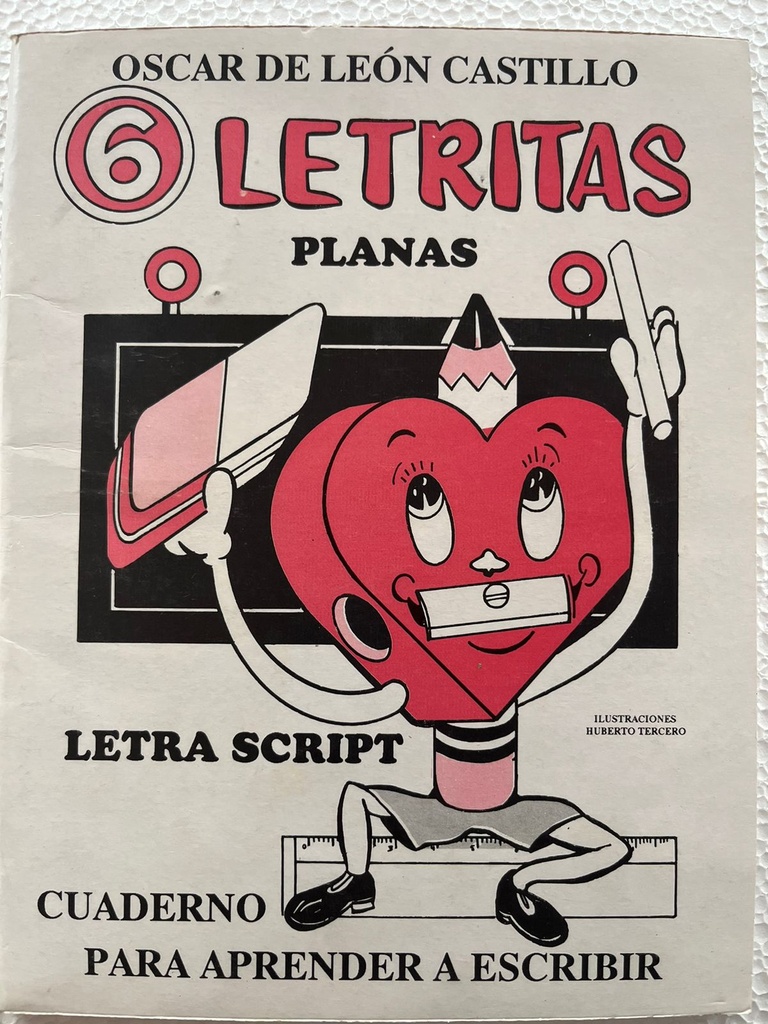 OSCAR DE LEÓN CASTILLO
6 LETRITAS
PLANAS
ILUSTRACIONES
HUBERTO TERCERO
LETRA SCRIPT
CUADERNO
PARA APRENDER A ESCRIBIR